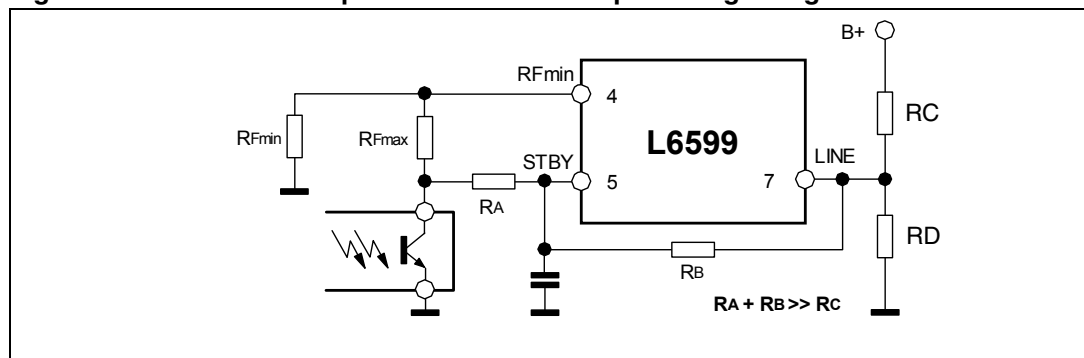 B+
RFmin
4
RFmin
RFmax
L6599
RC
STBY
LINE
5
7
RA
RD
RB
RA + RB >> RC